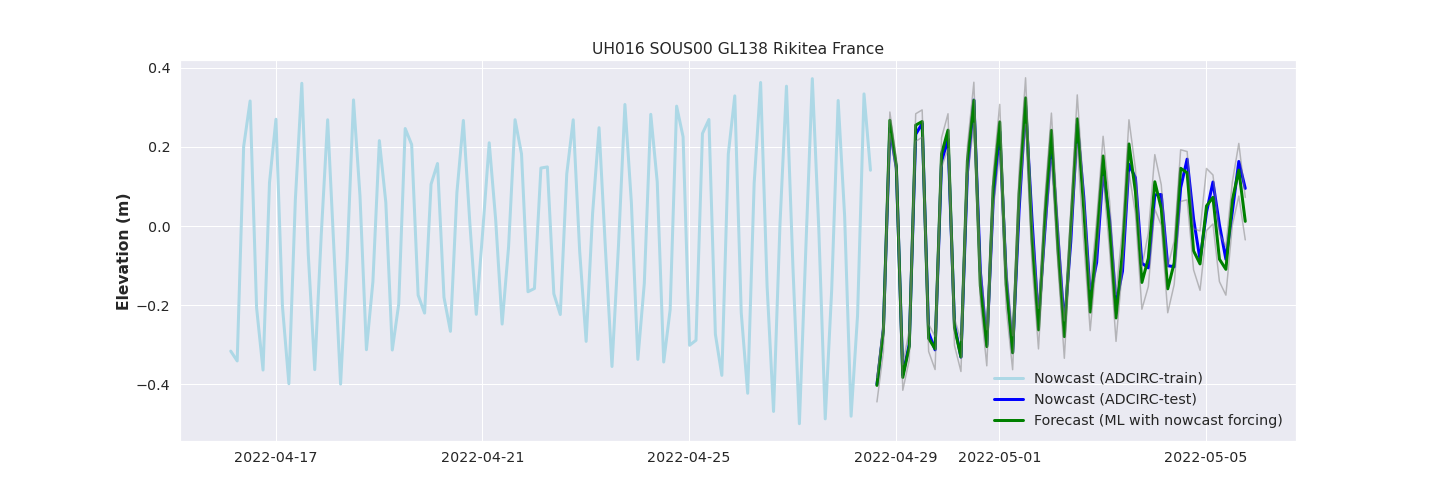 UH016 SOUS00 GL138 Rikitea France
Elevation (m)
0.4
0.2
0.0
−0.2
−0.4
Nowcast (ADCIRC-train)
Nowcast (ADCIRC-test)
Forecast (ML with nowcast forcing)
2022-04-17 2022-04-21 2022-04-25 2022-04-29 2022-05-01 2022-05-05